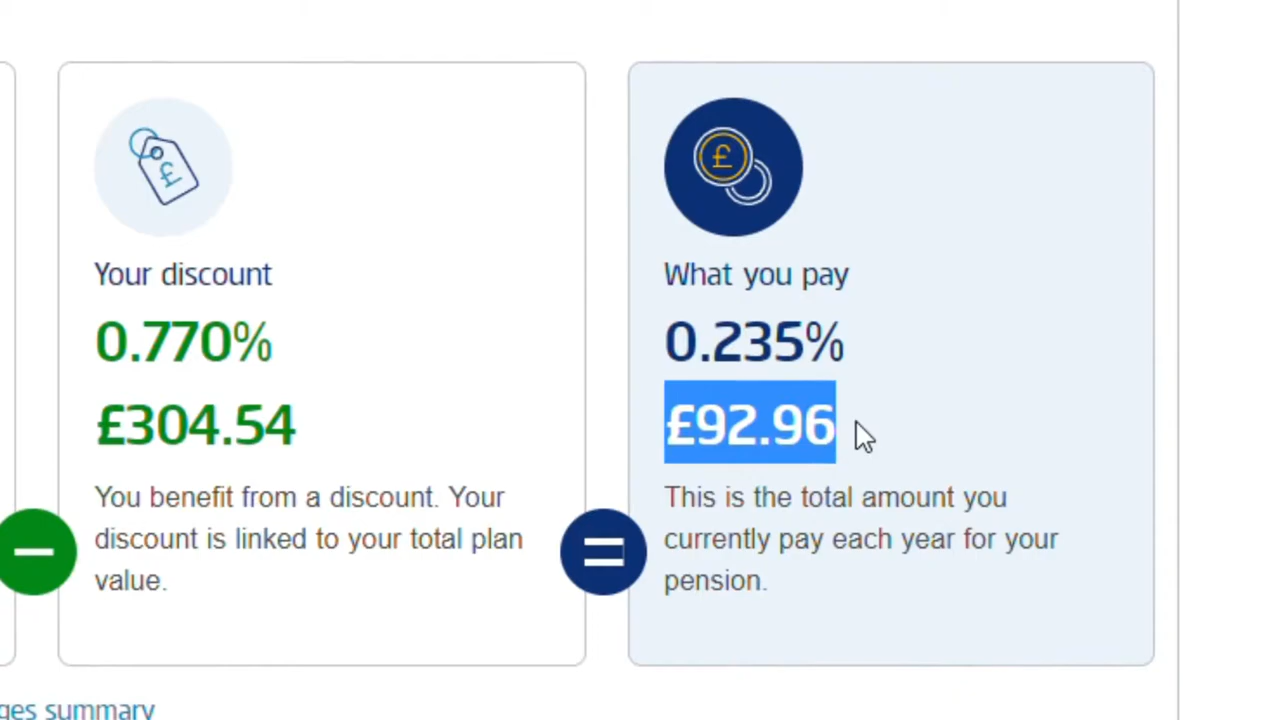 Your discount
0.770%
£304.54
You benefit from a discount. Your
discount is linked to your total plan
value.
What you pay
0.235%
£92.96
This is the total amount you
currently pay each year for your
pension.
ges summary